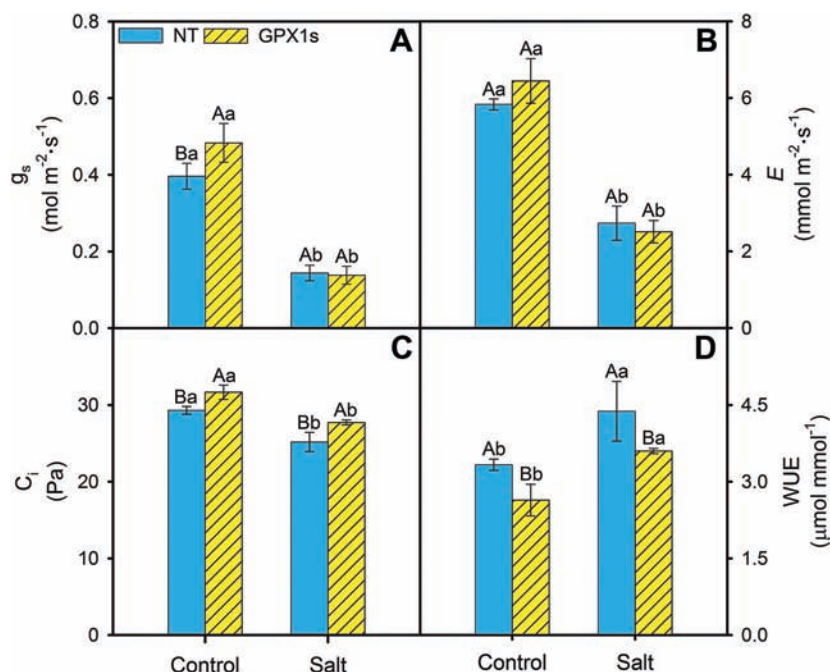 NT GPX1s
A
0.8
0.6
0.4
0.2
0.0
gₛ
(mol m⁻²·s⁻¹)
Ba Aa
Ab Ab
B
8
6
4
2
0
E
(mmol m⁻²·s⁻¹)
Aa Aa
Ab Ab
C
30
20
10
0
Cᵢ
(Pa)
Ba Aa
Bb Ab
Control Salt
D
4.5
3.0
1.5
0.0
WUE
(µmol mmol⁻¹)
Ab Bb
Aa Ba
Control Salt